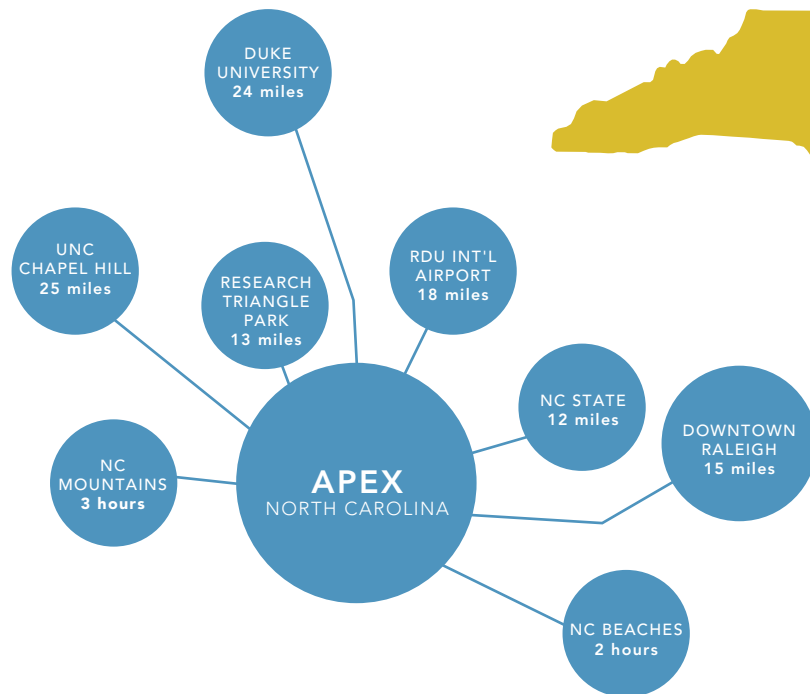 DUKE
UNIVERSITY
24 miles
UNC
CHAPEL HILL
25 miles
RESEARCH
TRIANGLE
PARK
13 miles
RDU INT'L
AIRPORT
18 miles
NC STATE
12 miles
DOWNTOWN
RALEIGH
15 miles
NC
MOUNTAINS
3 hours
APEX
NORTH CAROLINA
NC BEACHES
2 hours